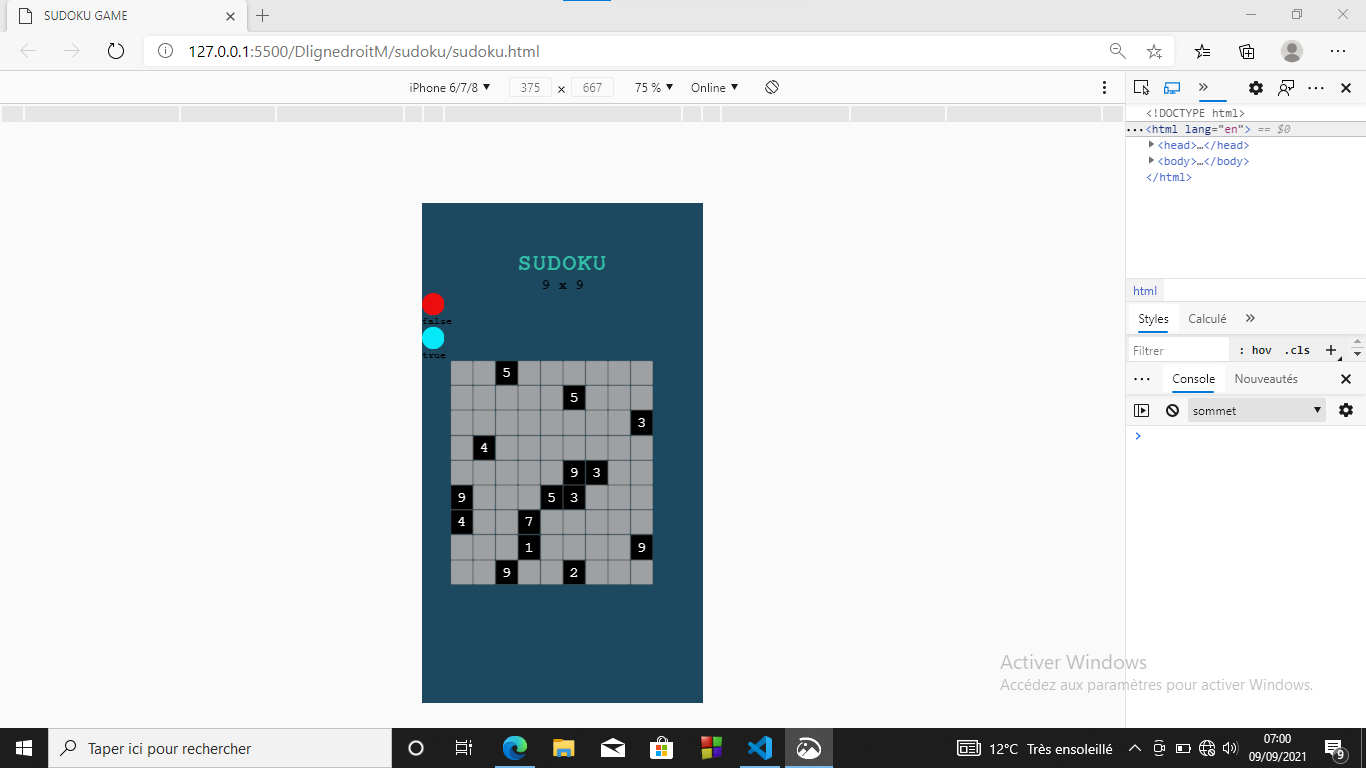 SUDOKU GAME
127.0.0.1:5500/DlignedroitM/sudoku/sudoku.html
iPhone 6/7/8 ▼ 375 x 667 75 % ▼ Online ▼
<!DOCTYPE html>
···<html lang="en"> == $0
<head>…</head>
<body>…</body>
</html>
SUDOKU
9 x 9
false
true
5
5
3
4
9 3
9 5 3
4 7
1 9
9 2
html
Styles Calculé
Filtrer : hov .cls +
Console Nouveautés
sommet ▼
Activer Windows
Accédez aux paramètres pour activer Windows.
Taper ici pour rechercher
12°C Très ensoleillé
07:00
09/09/2021
9